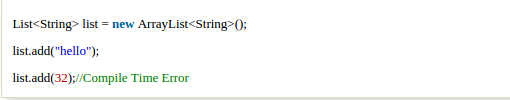 List<String> list = new ArrayList<String>();
list.add("hello");
list.add(32);//Compile Time Error